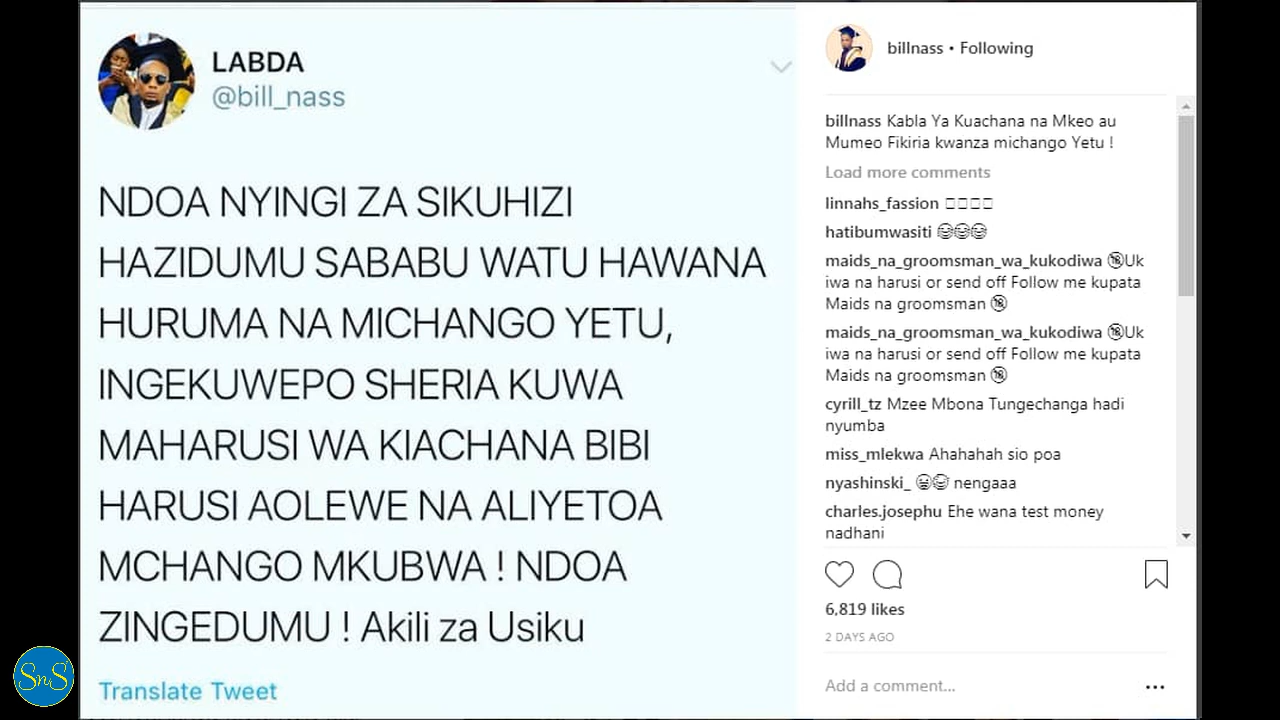 LABDA
@bill_nass
NDOA NYINGI ZA SIKUHIZI
HAZIDUMU SABABU WATU HAWANA
HURUMA NA MICHANGO YETU,
INGEKUWEPO SHERIA KUWA
MAHARUSI WA KIACHANA BIBI
HARUSI AOLEWE NA ALIYETOA
MCHANGO MKUBWA ! NDOA
ZINGEDUMU ! Akili za Usiku
Translate Tweet
billnass • Following
billnass Kabla Ya Kuachana na Mkeo au
Mumeo Fikiria kwanza michango Yetu !
Load more comments
linnahs_fassion
hatibumwasiti 😂😂😂
maids_na_groomsman_wa_kukodiwa 🔞Uk
iwa na harusi or send off Follow me kupata
Maids na groomsman 🔞
maids_na_groomsman_wa_kukodiwa 🔞Uk
iwa na harusi or send off Follow me kupata
Maids na groomsman 🔞
cyrill_tz Mzee Mbona Tungechanga hadi
nyumba
miss_mlekwa Ahahahah sio poa
nyashinski_ nengaaa
charles.josephu Ehe wana test money
nadhani
6,819 likes
2 DAYS AGO
Add a comment...
SnS